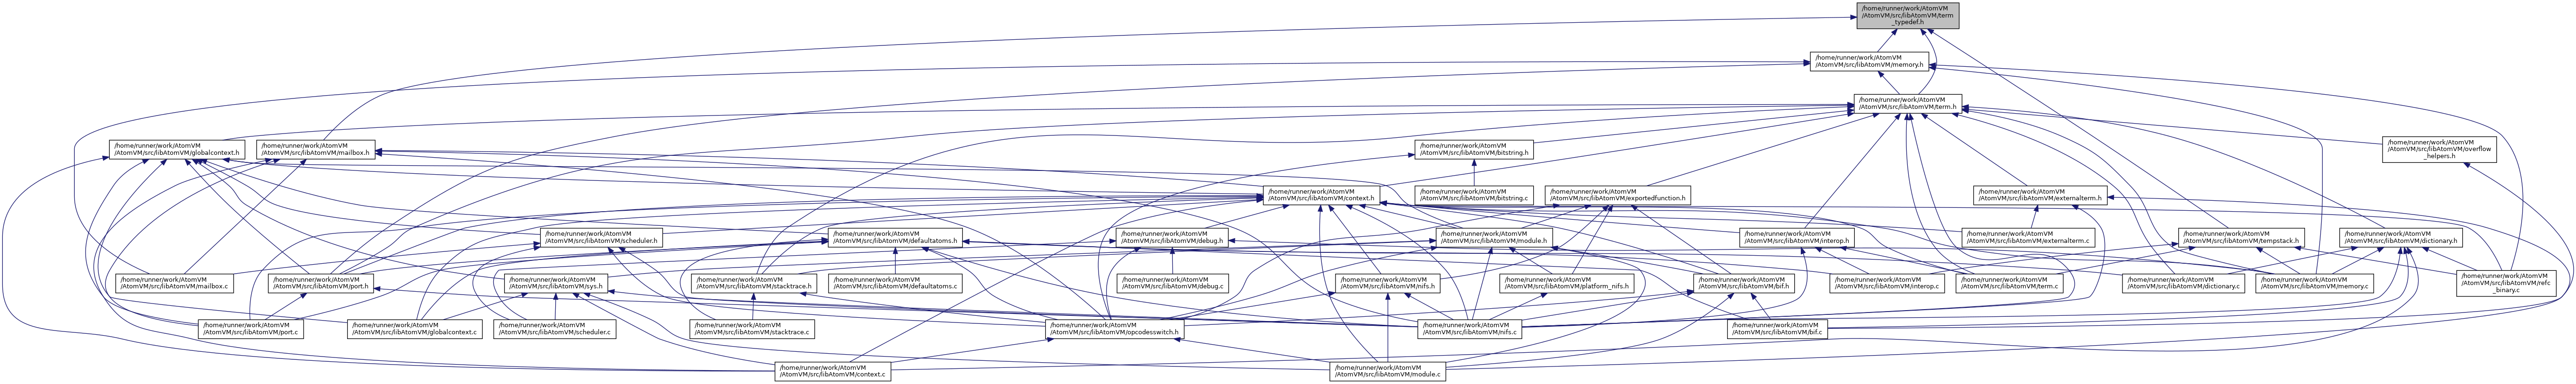 /home/runner/work/AtomVM
/AtomVM/src/libAtomVM/term
_typedef.h
/home/runner/work/AtomVM
/AtomVM/src/libAtomVM/memory.h
/home/runner/work/AtomVM
/AtomVM/src/libAtomVM/term.h
/home/runner/work/AtomVM
/AtomVM/src/libAtomVM/globalcontext.h
/home/runner/work/AtomVM
/AtomVM/src/libAtomVM/mailbox.h
/home/runner/work/AtomVM
/AtomVM/src/libAtomVM/bitstring.h
/home/runner/work/AtomVM
/AtomVM/src/libAtomVM/overflow
_helpers.h
/home/runner/work/AtomVM
/AtomVM/src/libAtomVM/context.h
/home/runner/work/AtomVM
/AtomVM/src/libAtomVM/bitstring.c
/home/runner/work/AtomVM
/AtomVM/src/libAtomVM/exportedfunction.h
/home/runner/work/AtomVM
/AtomVM/src/libAtomVM/externalterm.h
/home/runner/work/AtomVM
/AtomVM/src/libAtomVM/scheduler.h
/home/runner/work/AtomVM
/AtomVM/src/libAtomVM/defaultatoms.h
/home/runner/work/AtomVM
/AtomVM/src/libAtomVM/debug.h
/home/runner/work/AtomVM
/AtomVM/src/libAtomVM/module.h
/home/runner/work/AtomVM
/AtomVM/src/libAtomVM/interop.h
/home/runner/work/AtomVM
/AtomVM/src/libAtomVM/externalterm.c
/home/runner/work/AtomVM
/AtomVM/src/libAtomVM/tempstack.h
/home/runner/work/AtomVM
/AtomVM/src/libAtomVM/dictionary.h
/home/runner/work/AtomVM
/AtomVM/src/libAtomVM/mailbox.c
/home/runner/work/AtomVM
/AtomVM/src/libAtomVM/port.h
/home/runner/work/AtomVM
/AtomVM/src/libAtomVM/sys.h
/home/runner/work/AtomVM
/AtomVM/src/libAtomVM/stacktrace.h
/home/runner/work/AtomVM
/AtomVM/src/libAtomVM/defaultatoms.c
/home/runner/work/AtomVM
/AtomVM/src/libAtomVM/debug.c
/home/runner/work/AtomVM
/AtomVM/src/libAtomVM/nifs.h
/home/runner/work/AtomVM
/AtomVM/src/libAtomVM/platform_nifs.h
/home/runner/work/AtomVM
/AtomVM/src/libAtomVM/bif.h
/home/runner/work/AtomVM
/AtomVM/src/libAtomVM/interop.c
/home/runner/work/AtomVM
/AtomVM/src/libAtomVM/term.c
/home/runner/work/AtomVM
/AtomVM/src/libAtomVM/dictionary.c
/home/runner/work/AtomVM
/AtomVM/src/libAtomVM/memory.c
/home/runner/work/AtomVM
/AtomVM/src/libAtomVM/refc
_binary.c
/home/runner/work/AtomVM
/AtomVM/src/libAtomVM/port.c
/home/runner/work/AtomVM
/AtomVM/src/libAtomVM/globalcontext.c
/home/runner/work/AtomVM
/AtomVM/src/libAtomVM/scheduler.c
/home/runner/work/AtomVM
/AtomVM/src/libAtomVM/stacktrace.c
/home/runner/work/AtomVM
/AtomVM/src/libAtomVM/opcodesswitch.h
/home/runner/work/AtomVM
/AtomVM/src/libAtomVM/nifs.c
/home/runner/work/AtomVM
/AtomVM/src/libAtomVM/bif.c
/home/runner/work/AtomVM
/AtomVM/src/libAtomVM/context.c
/home/runner/work/AtomVM
/AtomVM/src/libAtomVM/module.c